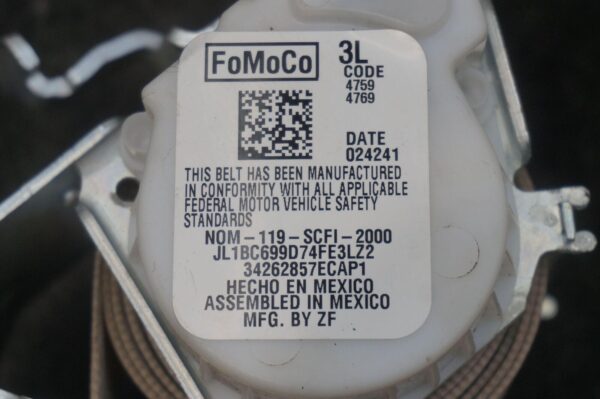 FoMoCo
3L
CODE
4759
4769
DATE
024241
THIS BELT HAS BEEN MANUFACTURED
IN CONFORMITY WITH ALL APPLICABLE
FEDERAL MOTOR VEHICLE SAFETY
STANDARDS
NOM-119-SCFI-2000
JL1BC699D74FE3LZ2
34262857ECAP1
HECHO EN MEXICO
ASSEMBLED IN MEXICO
MFG. BY ZF